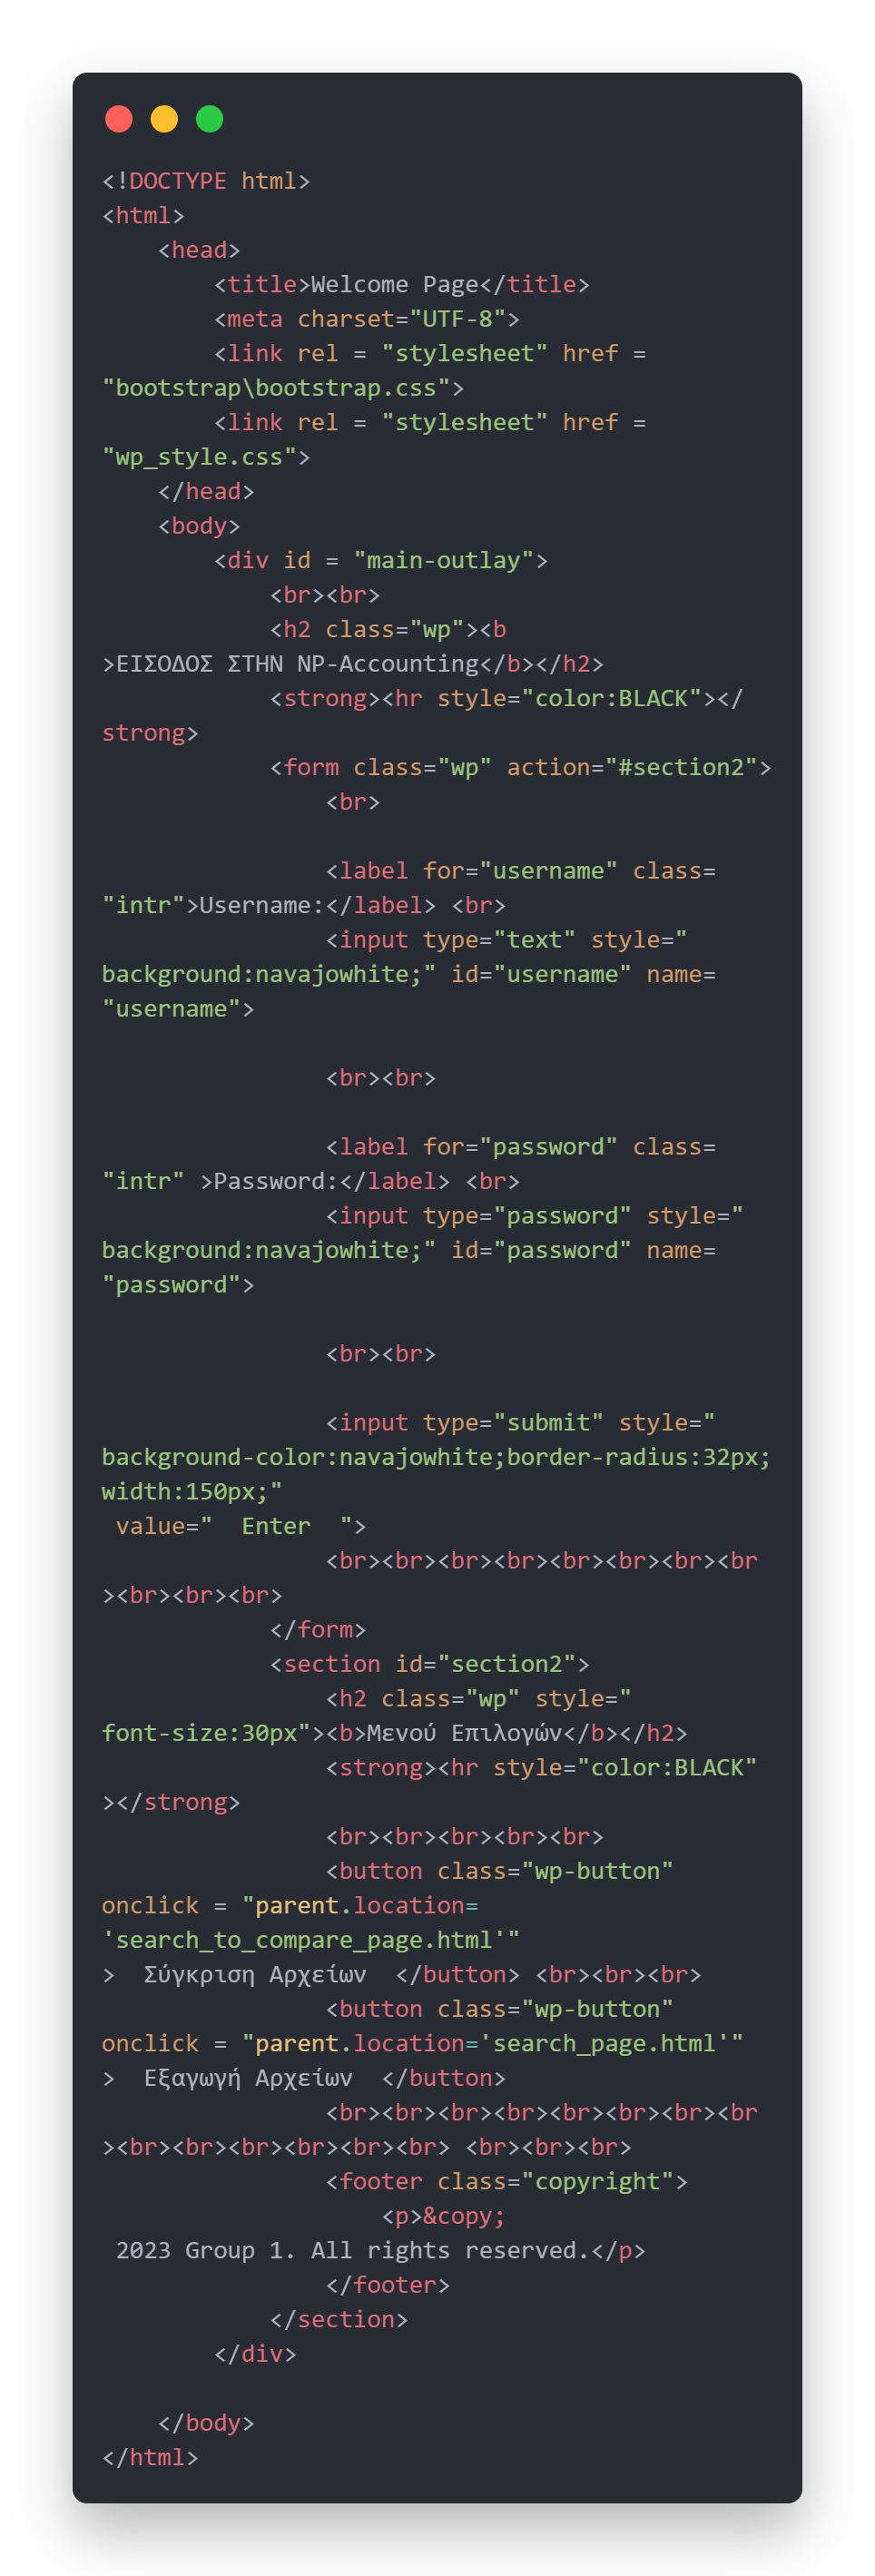 <!DOCTYPE html>
<html>
    <head>
        <title>Welcome Page</title>
        <meta charset="UTF-8">
        <link rel = "stylesheet" href =
"bootstrap\bootstrap.css">
        <link rel = "stylesheet" href =
"wp_style.css">
    </head>
    <body>
        <div id = "main-outlay">
            <br><br>
            <h2 class="wp"><b
>ΕΙΣΟΔΟΣ ΣΤΗΝ NP-Accounting</b></h2>
            <strong><hr style="color:BLACK"></
strong>
            <form class="wp" action="#section2">
                <br>

                <label for="username" class=
"intr">Username:</label> <br>
                <input type="text" style="
background:navajowhite;" id="username" name=
"username">

                <br><br>

                <label for="password" class=
"intr" >Password:</label> <br>
                <input type="password" style="
background:navajowhite;" id="password" name=
"password">

                <br><br>

                <input type="submit" style="
background-color:navajowhite;border-radius:32px;
width:150px;"
 value="  Enter  ">
                <br><br><br><br><br><br><br><br
><br><br><br>
            </form>
            <section id="section2">
                <h2 class="wp" style="
font-size:30px"><b>Μενού Επιλογών</b></h2>
                <strong><hr style="color:BLACK"
></strong>
                <br><br><br><br><br>
                <button class="wp-button"
onclick = "parent.location=
'search_to_compare_page.html'"
>  Σύγκριση Αρχείων  </button> <br><br><br>
                <button class="wp-button"
onclick = "parent.location='search_page.html'"
>  Εξαγωγή Αρχείων  </button>
                <br><br><br><br><br><br><br><br
><br><br><br><br><br><br> <br><br><br>
                <footer class="copyright">
                    <p>&copy;
 2023 Group 1. All rights reserved.</p>
                </footer>
            </section>
        </div>

    </body>
</html>